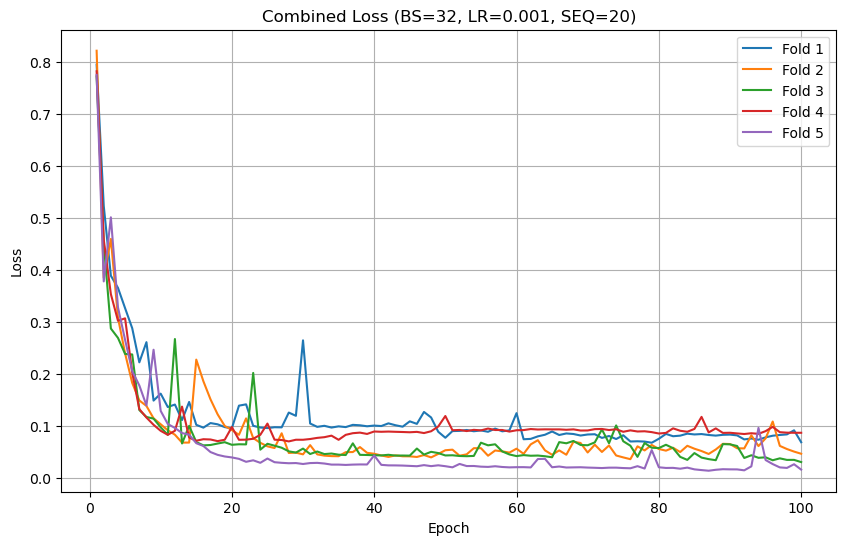 Combined Loss (BS=32, LR=0.001, SEQ=20)
Fold 1
Fold 2
Fold 3
Fold 4
Fold 5
0.8
0.7
0.6
0.5
0.4
0.3
0.2
0.1
0.0
Loss
0 20 40 60 80 100
Epoch